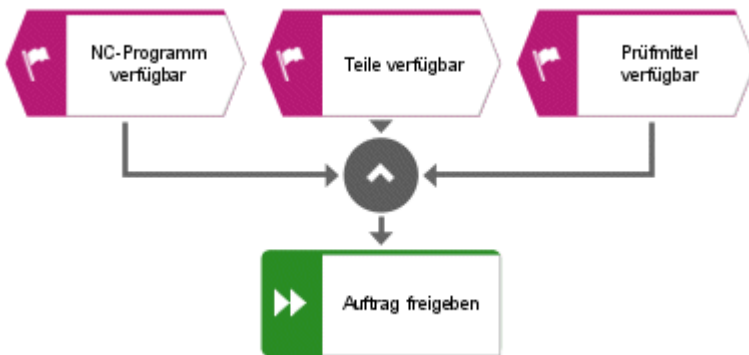 NC-Programm
verfügbar
Teile verfügbar
Prüfmittel
verfügbar
Auftrag freigeben